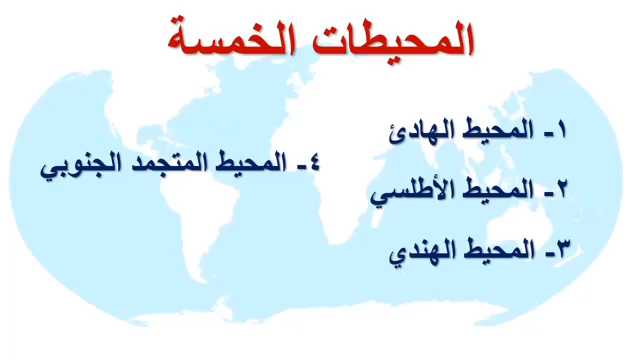 المحيطات الخمسة
١- المحيط الهادئ
٢- المحيط الأطلسي
٣- المحيط الهندي
٤- المحيط المتجمد الجنوبي